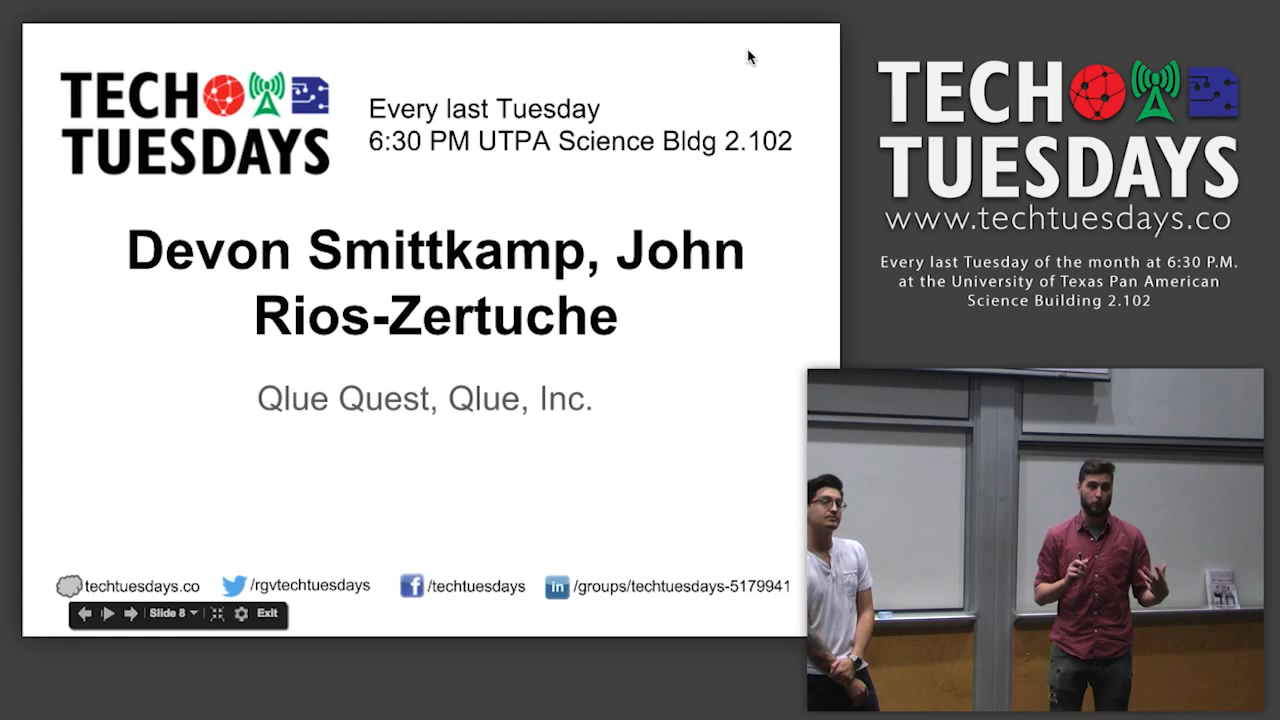 TECH
TUESDAYS
Every last Tuesday
6:30 PM UTPA Science Bldg 2.102
Devon Smittkamp, John
Rios-Zertuche
Qlue Quest, Qlue, Inc.
techtuesdays.co
/rgvtechtuesdays
f /techtuesdays
in /groups/techtuesdays-5179941
Slide 8
Exit
TECH
TUESDAYS
www.techtuesdays.co
Every last Tuesday of the month at 6:30 P.M.
at the University of Texas Pan American
Science Building 2.102